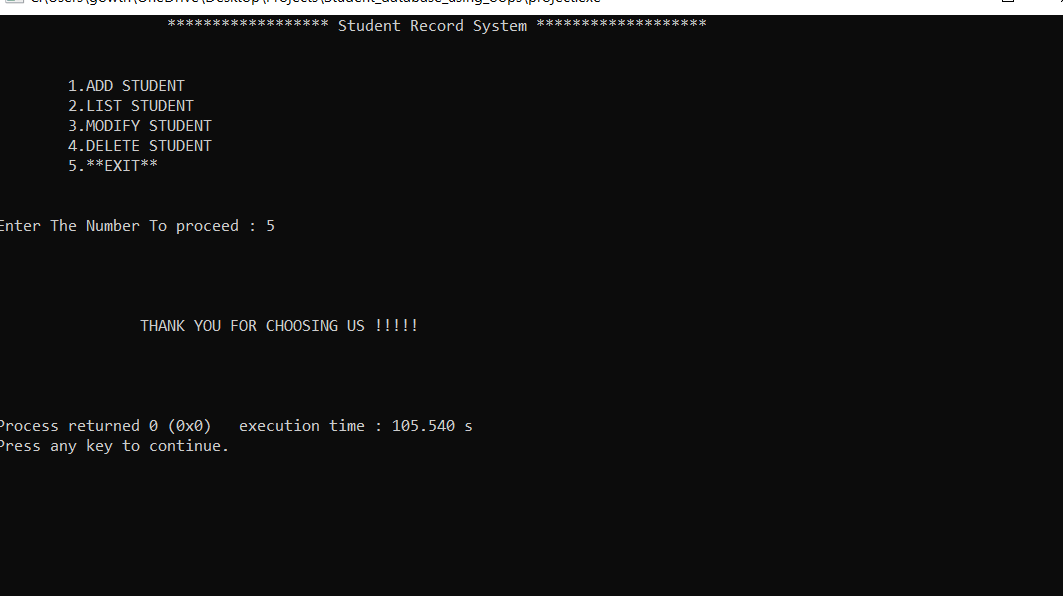 ****************** Student Record System *******************
1.ADD STUDENT
2.LIST STUDENT
3.MODIFY STUDENT
4.DELETE STUDENT
5.**EXIT**
Enter The Number To proceed : 5
THANK YOU FOR CHOOSING US !!!!!
Process returned 0 (0x0)   execution time : 105.540 s
Press any key to continue.